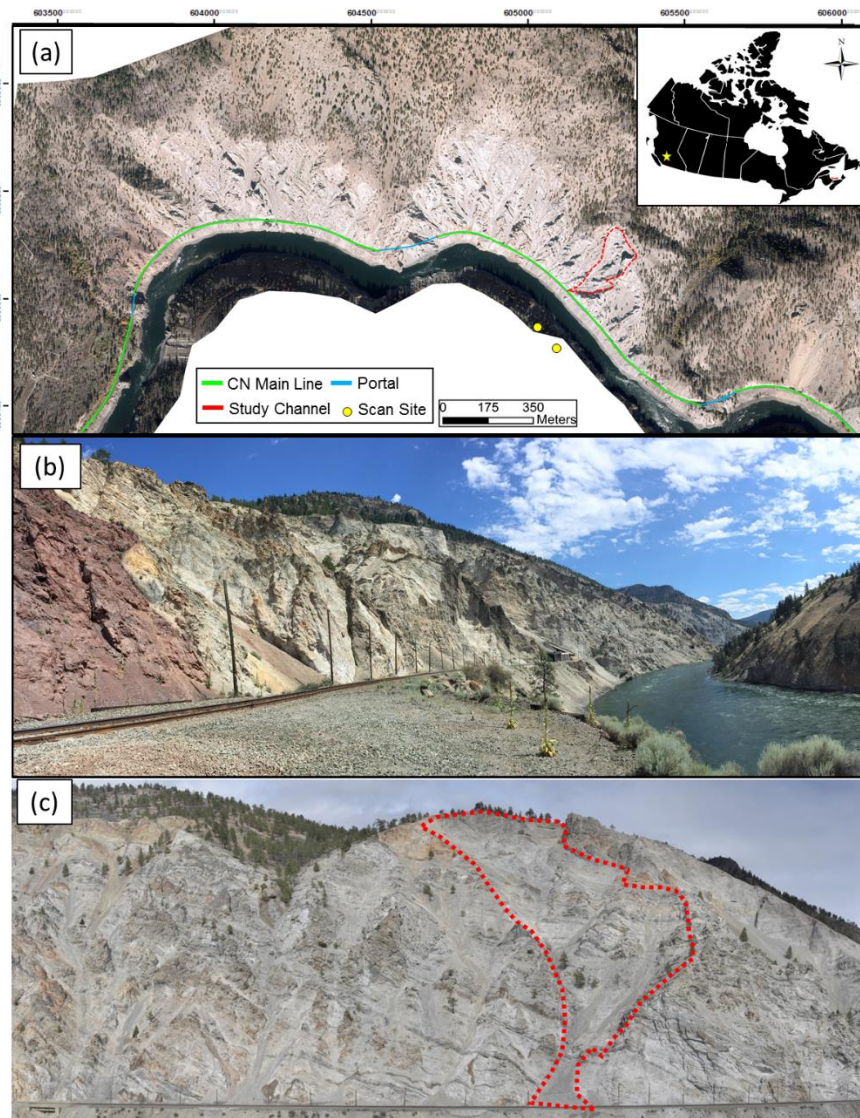 603500 604000 604500 605000 605500 606000
(a)
N
CN Main Line Portal
Study Channel Scan Site
0 175 350
Meters
(b)
(c)